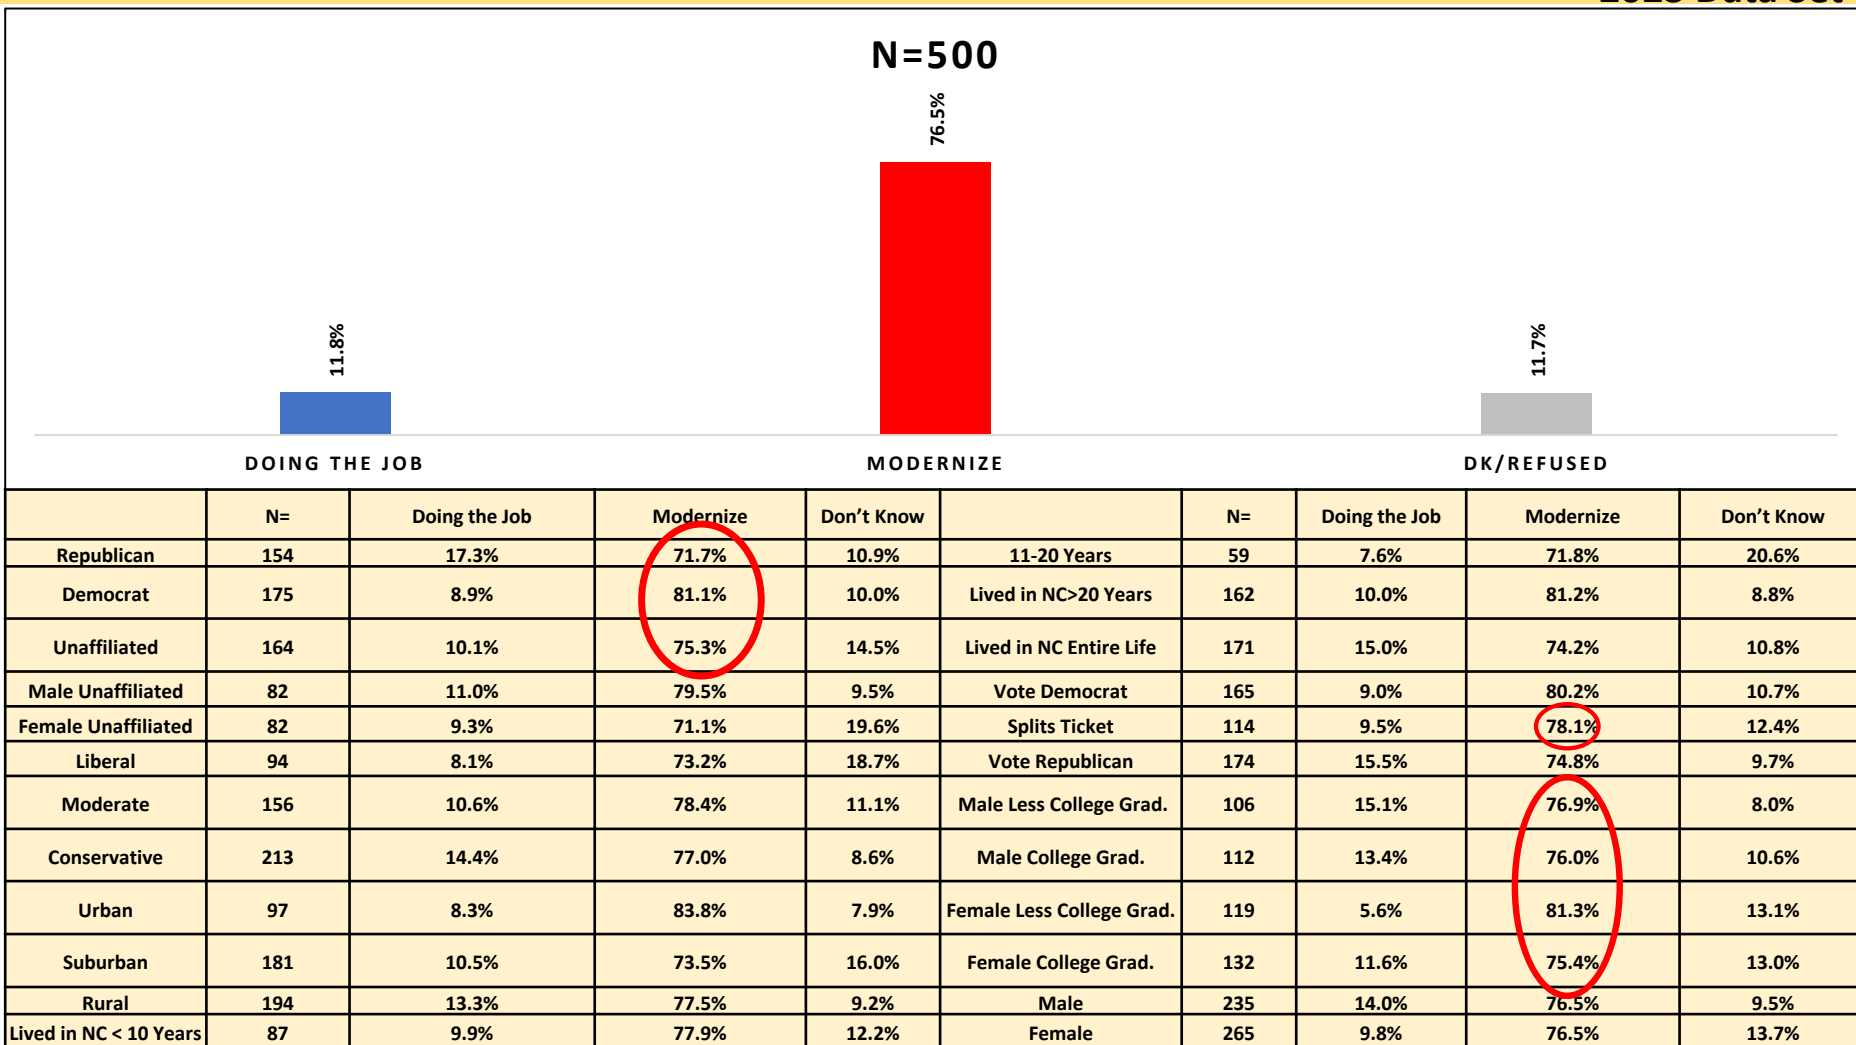 N=500
76.5%
11.8%
11.7%
DOING THE JOB
MODERNIZE
DK/REFUSED
N= Doing the Job Modernize Don't Know N= Doing the Job Modernize Don't Know
Republican 154 17.3% 71.7% 10.9% 11-20 Years 59 7.6% 71.8% 20.6%
Democrat 175 8.9% 81.1% 10.0% Lived in NC>20 Years 162 10.0% 81.2% 8.8%
Unaffiliated 164 10.1% 75.3% 14.5% Lived in NC Entire Life 171 15.0% 74.2% 10.8%
Male Unaffiliated 82 11.0% 79.5% 9.5% Vote Democrat 165 9.0% 80.2% 10.7%
Female Unaffiliated 82 9.3% 71.1% 19.6% Splits Ticket 114 9.5% 78.1% 12.4%
Liberal 94 8.1% 73.2% 18.7% Vote Republican 174 15.5% 74.8% 9.7%
Moderate 156 10.6% 78.4% 11.1% Male Less College Grad. 106 15.1% 76.9% 8.0%
Conservative 213 14.4% 77.0% 8.6% Male College Grad. 112 13.4% 76.0% 10.6%
Urban 97 8.3% 83.8% 7.9% Female Less College Grad. 119 5.6% 81.3% 13.1%
Suburban 181 10.5% 73.5% 16.0% Female College Grad. 132 11.6% 75.4% 13.0%
Rural 194 13.3% 77.5% 9.2% Male 235 14.0% 76.5% 9.5%
Lived in NC < 10 Years 87 9.9% 77.9% 12.2% Female 265 9.8% 76.5% 13.7%